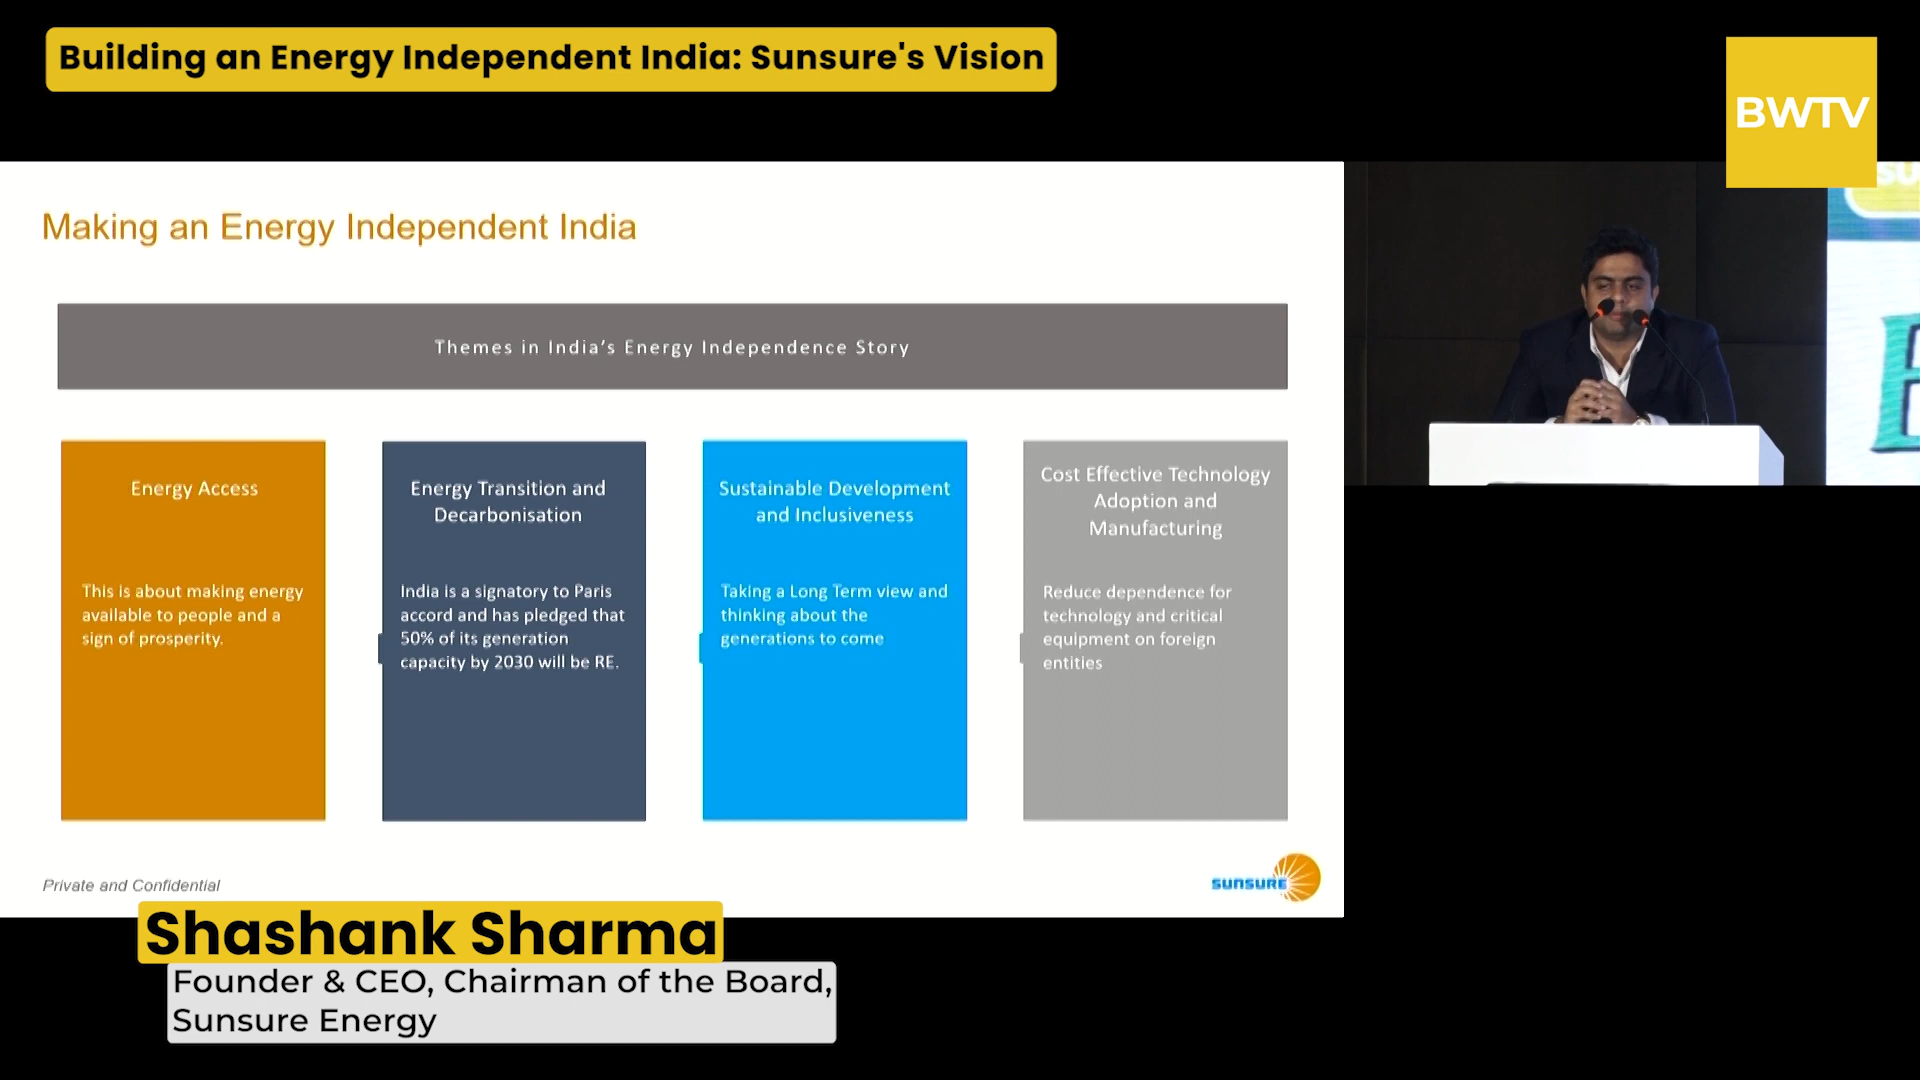 Building an Energy Independent India: Sunsure's Vision
BWTV
Making an Energy Independent India
Themes in India's Energy Independence Story
Energy Access
This is about making energy
available to people and a
sign of prosperity.
Energy Transition and
Decarbonisation
India is a signatory to Paris
accord and has pledged that
50% of its generation
capacity by 2030 will be RE.
Sustainable Development
and Inclusiveness
Taking a Long Term view and
thinking about the
generations to come
Cost Effective Technology
Adoption and
Manufacturing
Reduce dependence for
technology and critical
equipment on foreign
entities
Private and Confidential
SUNSURE
Shashank Sharma
Founder & CEO, Chairman of the Board,
Sunsure Energy